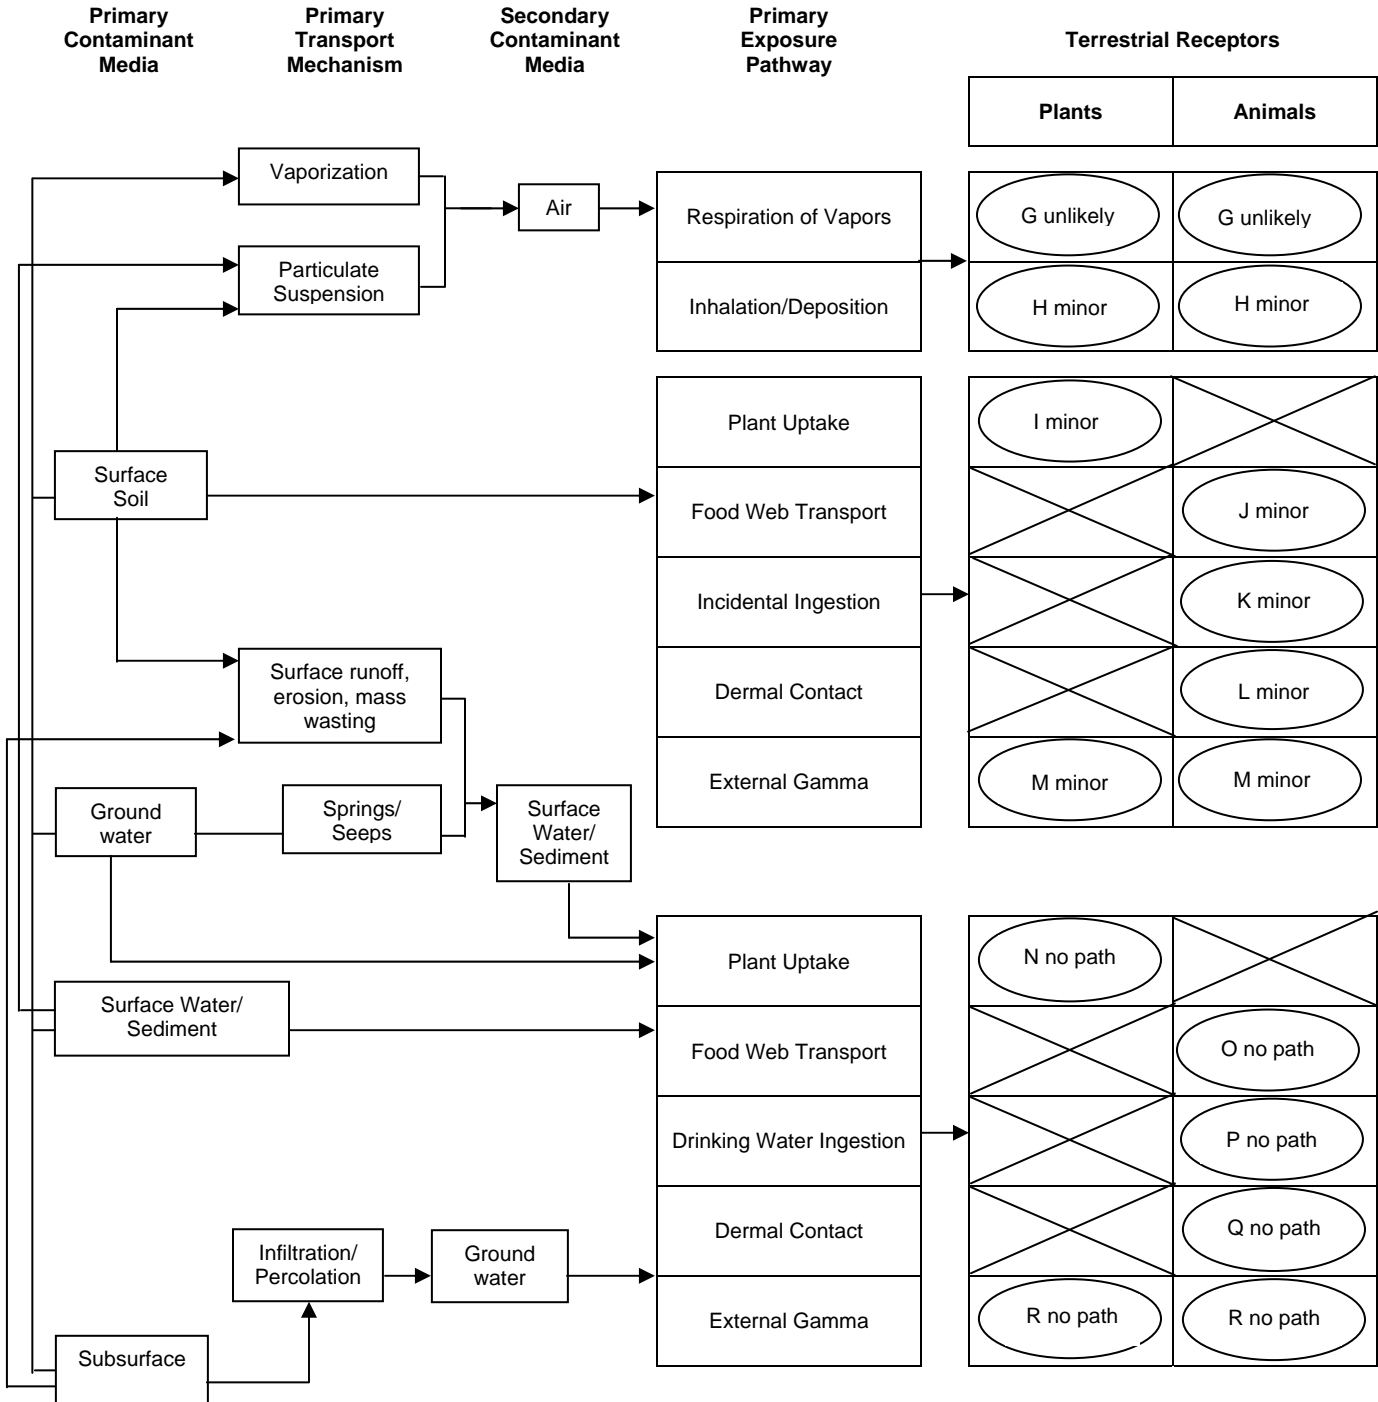 Primary
Contaminant
Media
Primary
Transport
Mechanism
Secondary
Contaminant
Media
Primary
Exposure
Pathway
Terrestrial Receptors
Plants
Animals
Vaporization
Air
Particulate
Suspension
Respiration of Vapors
G unlikely
G unlikely
Inhalation/Deposition
H minor
H minor
Surface
Soil
Plant Uptake
I minor
Food Web Transport
J minor
Incidental Ingestion
K minor
Surface runoff,
erosion, mass
wasting
Dermal Contact
L minor
External Gamma
M minor
M minor
Ground
water
Springs/
Seeps
Surface
Water/
Sediment
Plant Uptake
N no path
Surface Water/
Sediment
Food Web Transport
O no path
Drinking Water Ingestion
P no path
Dermal Contact
Q no path
Infiltration/
Percolation
Ground
water
External Gamma
R no path
R no path
Subsurface